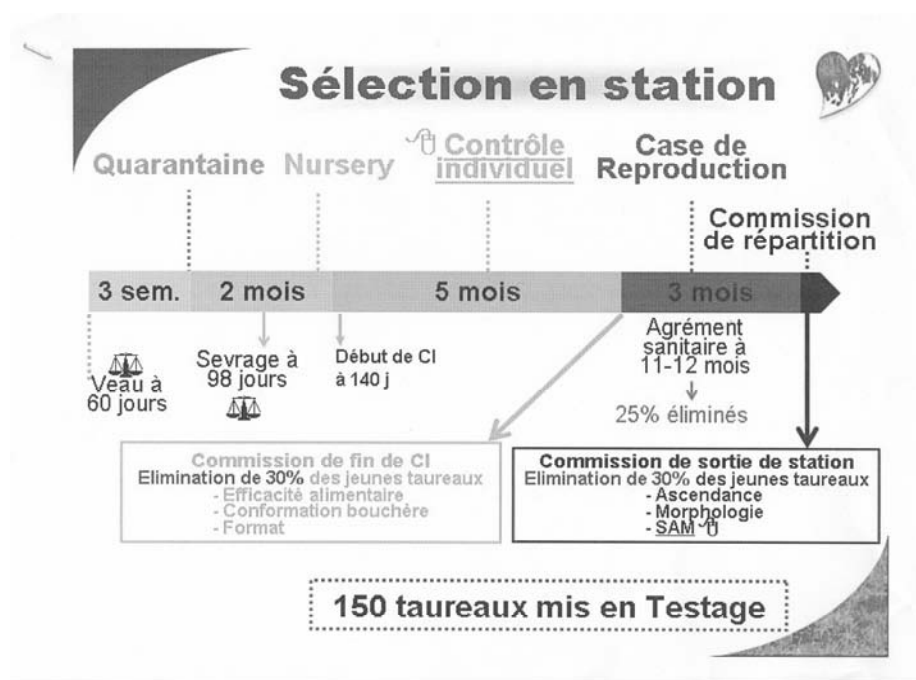 Sélection en station
Quarantaine
Nursery
Contrôle
individuel
Case de
Reproduction
Commission
de répartition
3 sem.
2 mois
5 mois
3 mois
Veau à
60 jours
Sevrage à
98 jours
Début de CI
à 140 j
Agrément
sanitaire à
11-12 mois
25% éliminés
Commission de fin de CI
Elimination de 30% des jeunes taureaux
- Efficacité alimentaire
- Conformation bouchère
- Format
Commission de sortie de station
Elimination de 30% des jeunes taureaux
- Ascendance
- Morphologie
- SAM
150 taureaux mis en Testage